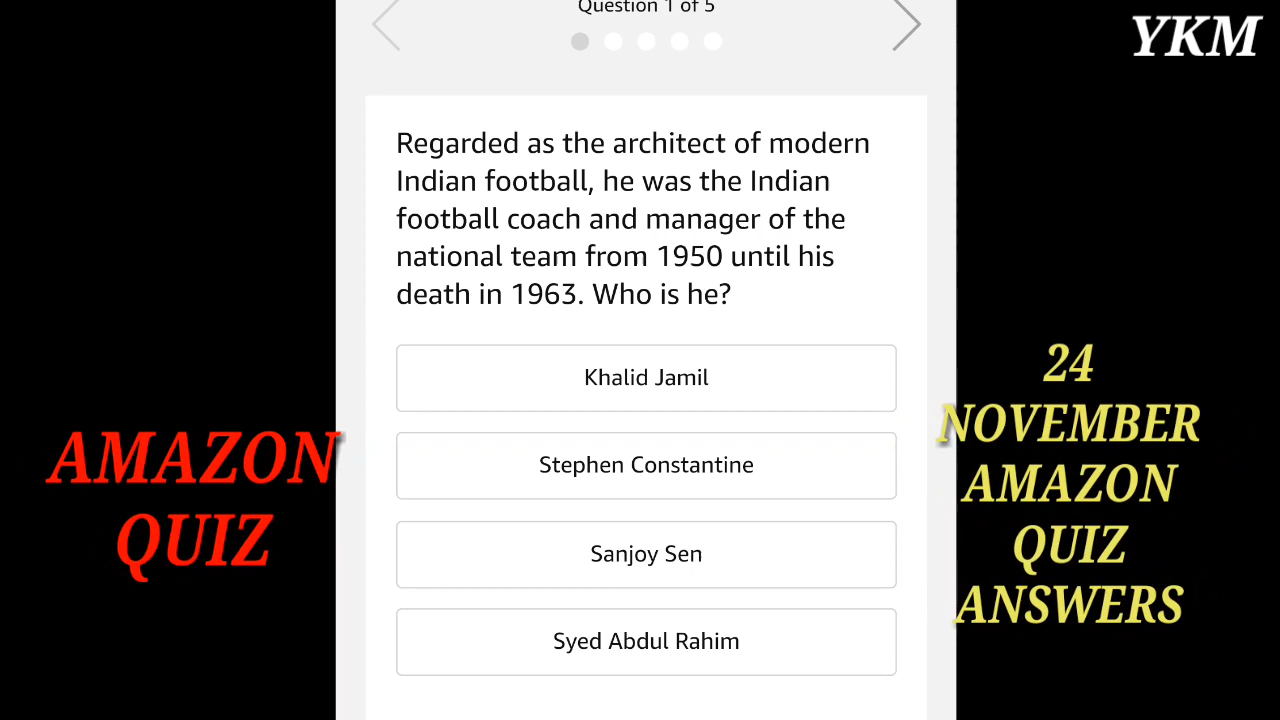 Question 1 of 5
YKM
Regarded as the architect of modern
Indian football, he was the Indian
football coach and manager of the
national team from 1950 until his
death in 1963. Who is he?
Khalid Jamil
Stephen Constantine
Sanjoy Sen
Syed Abdul Rahim
AMAZON
QUIZ
24
NOVEMBER
AMAZON
QUIZ
ANSWERS